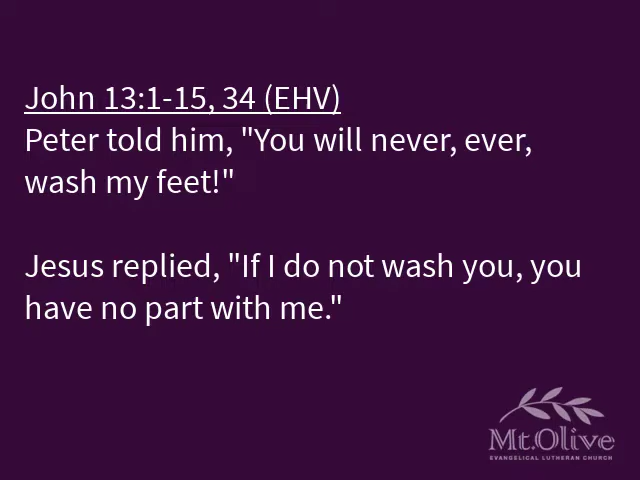 John 13:1-15, 34 (EHV)
Peter told him, "You will never, ever,
wash my feet!"
Jesus replied, "If I do not wash you, you
have no part with me."
Mt.Olive
EVANGELICAL LUTHERAN CHURCH